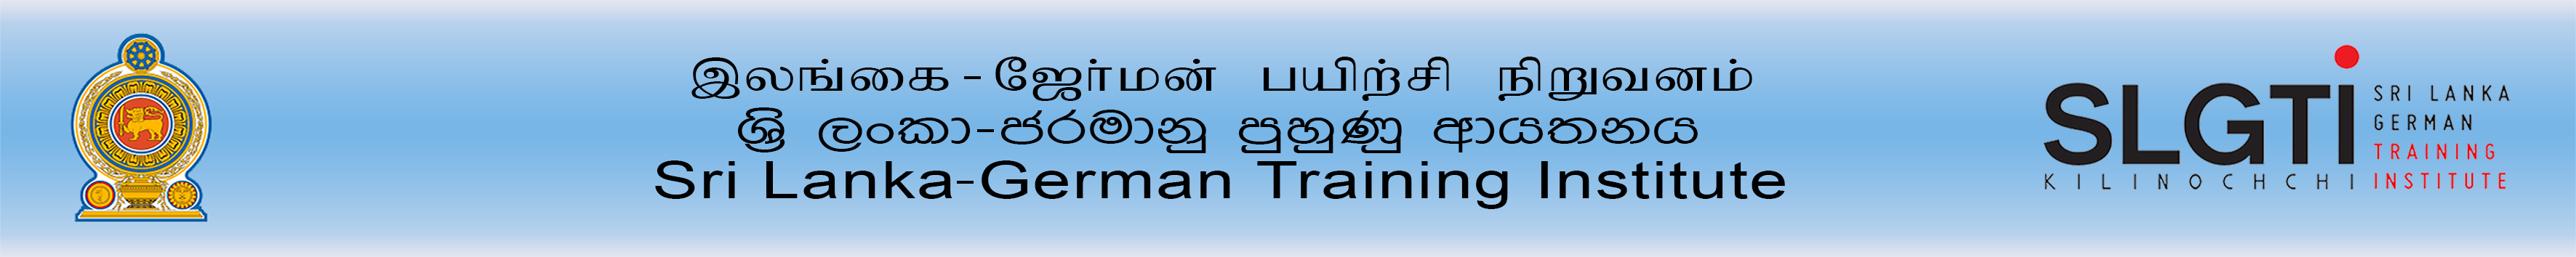 இலங்கை - ஜேர்மன் பயிற்சி நிறுவனம்
ශ්‍රී ලංකා-ජර්මානු පුහුණු ආයතනය
Sri Lanka-German Training Institute
SLGTI
KILINOCHCHI
SRI LANKA
GERMAN
TRAINING
INSTITUTE